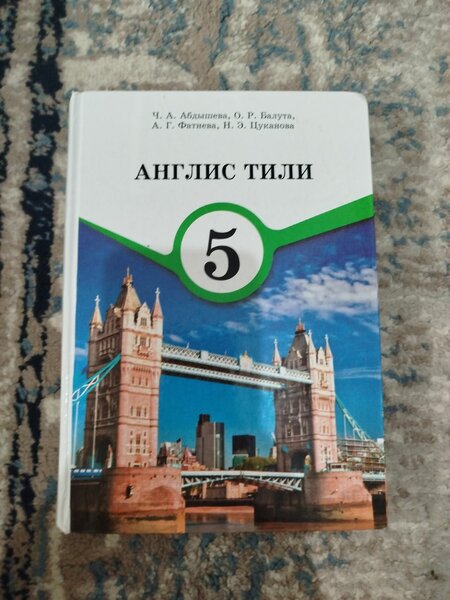 Ч. А. Абдышева, О. Р. Балута,
А. Г. Фатнева, Н. Э. Цуканова
АНГЛИС ТИЛИ
5